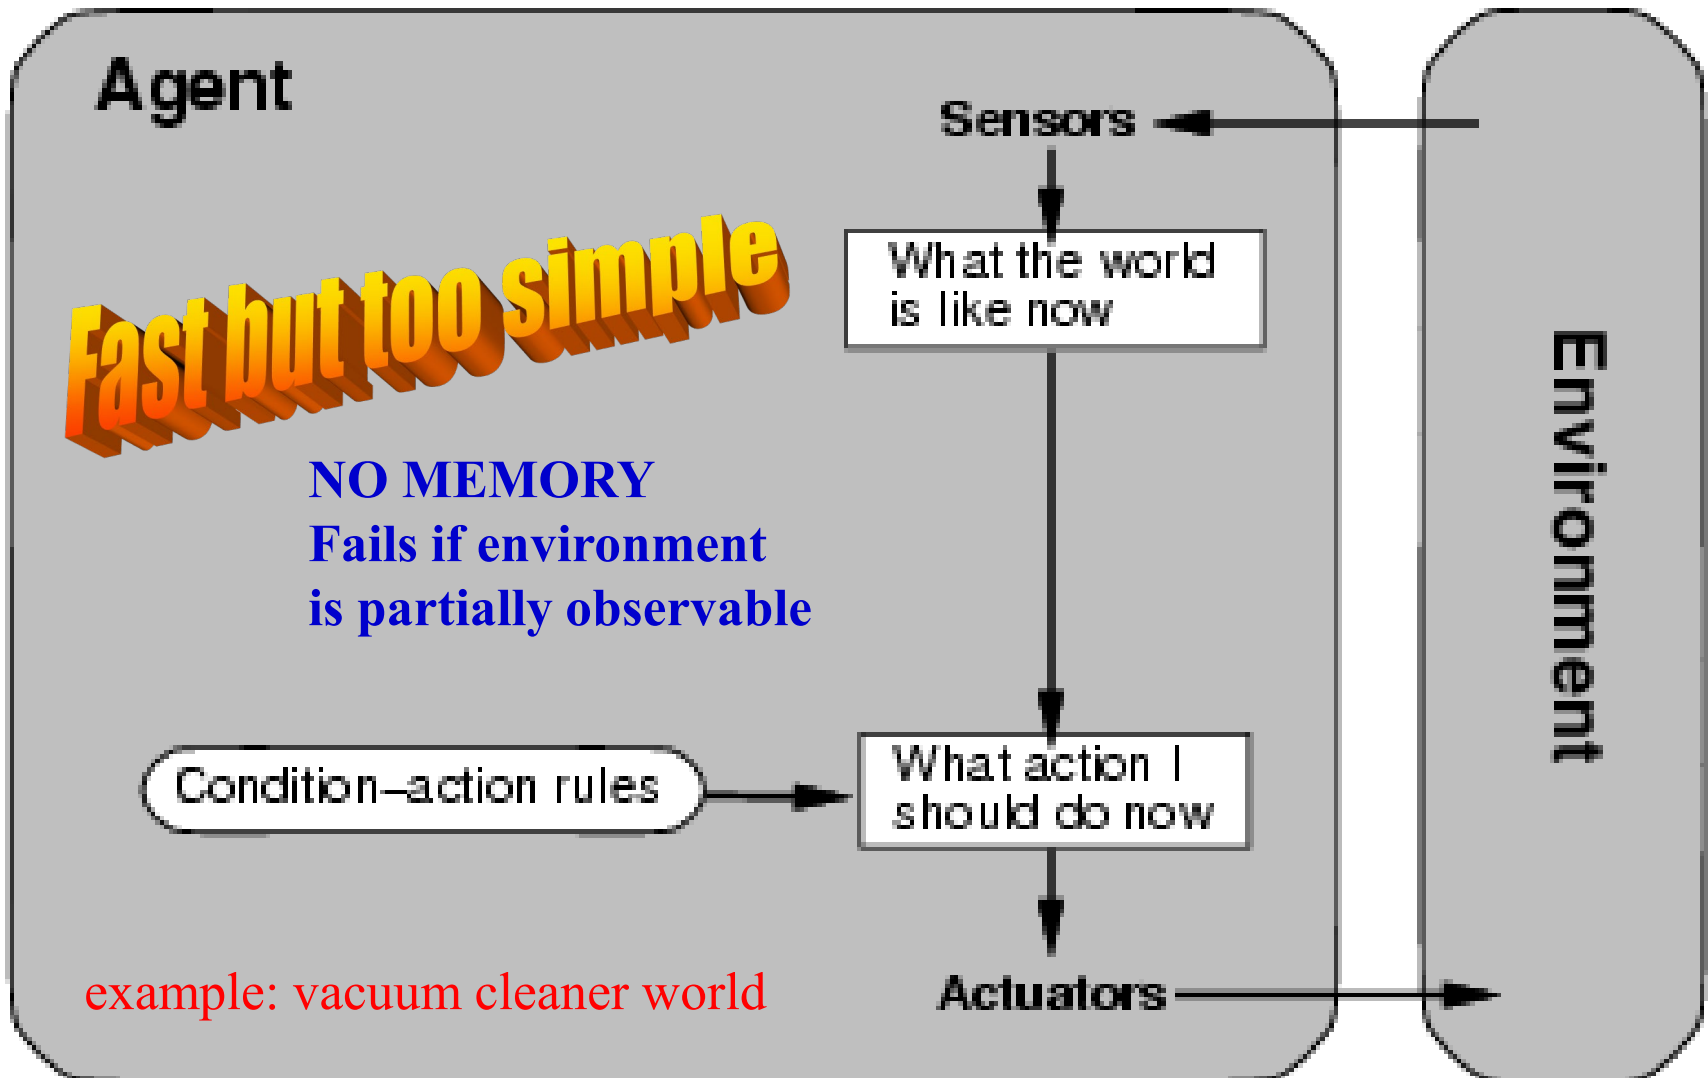 Agent
Sensors
Fast but too simple
What the world
is like now
NO MEMORY
Fails if environment
is partially observable
Environment
Condition–action rules
What action I
should do now
example: vacuum cleaner world
Actuators